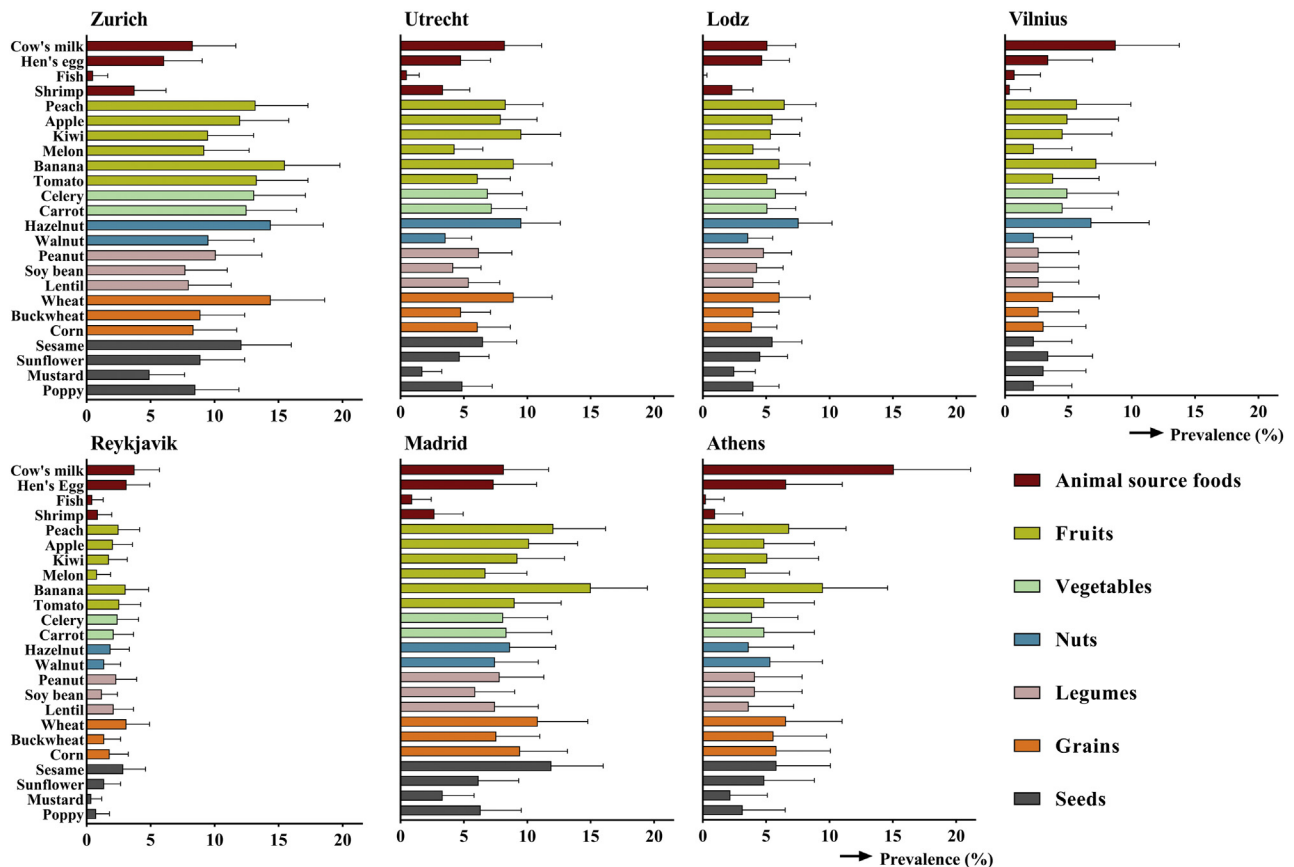 Zurich
Utrecht
Lodz
Vilnius
Cow's milk
Hen's egg
Fish
Shrimp
Peach
Apple
Kiwi
Melon
Banana
Tomato
Celery
Carrot
Hazelnut
Walnut
Peanut
Soy bean
Lentil
Wheat
Buckwheat
Corn
Sesame
Sunflower
Mustard
Poppy
0 5 10 15 20
0 5 10 15 20
0 5 10 15 20
0 5 10 15 20
Prevalence (%)
Reykjavik
Madrid
Athens
Cow's milk
Hen's Egg
Fish
Shrimp
Peach
Apple
Kiwi
Melon
Banana
Tomato
Celery
Carrot
Hazelnut
Walnut
Peanut
Soy bean
Lentil
Wheat
Buckwheat
Corn
Sesame
Sunflower
Mustard
Poppy
0 5 10 15 20
0 5 10 15 20
0 5 10 15 20
Prevalence (%)
Animal source foods
Fruits
Vegetables
Nuts
Legumes
Grains
Seeds